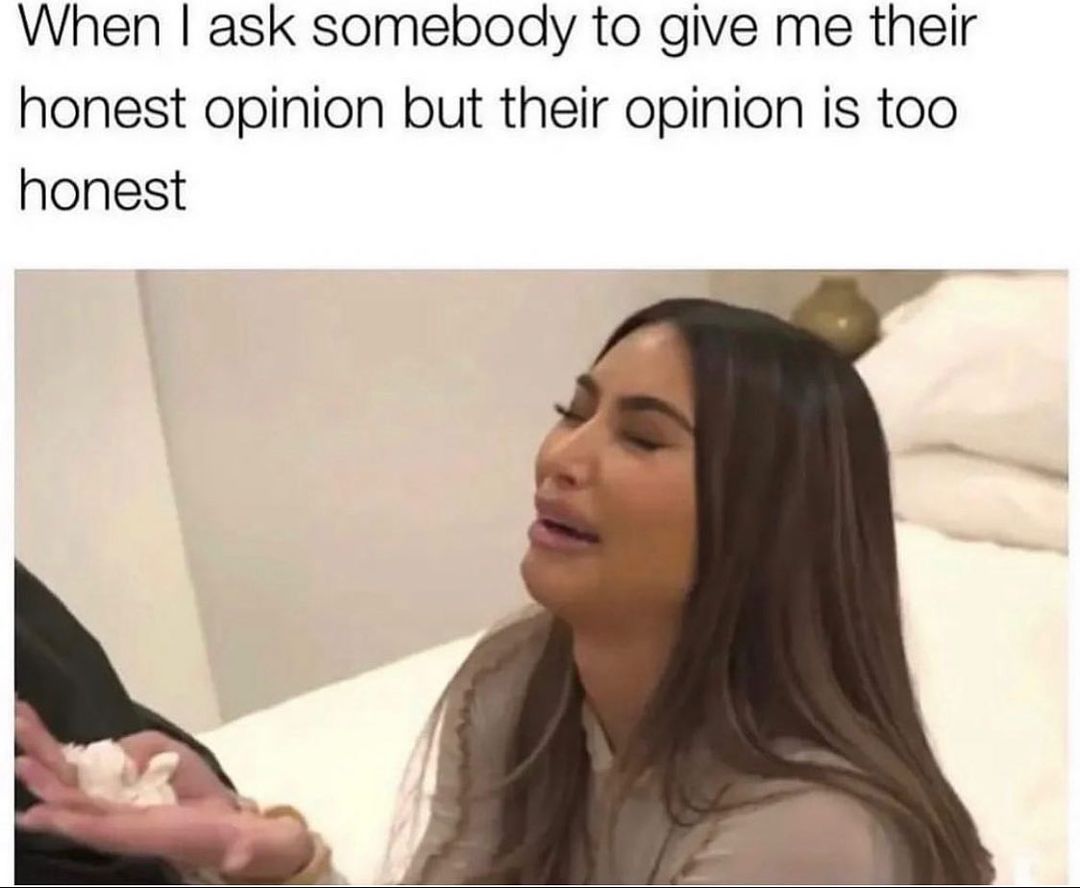 When I ask somebody to give me their
honest opinion but their opinion is too
honest